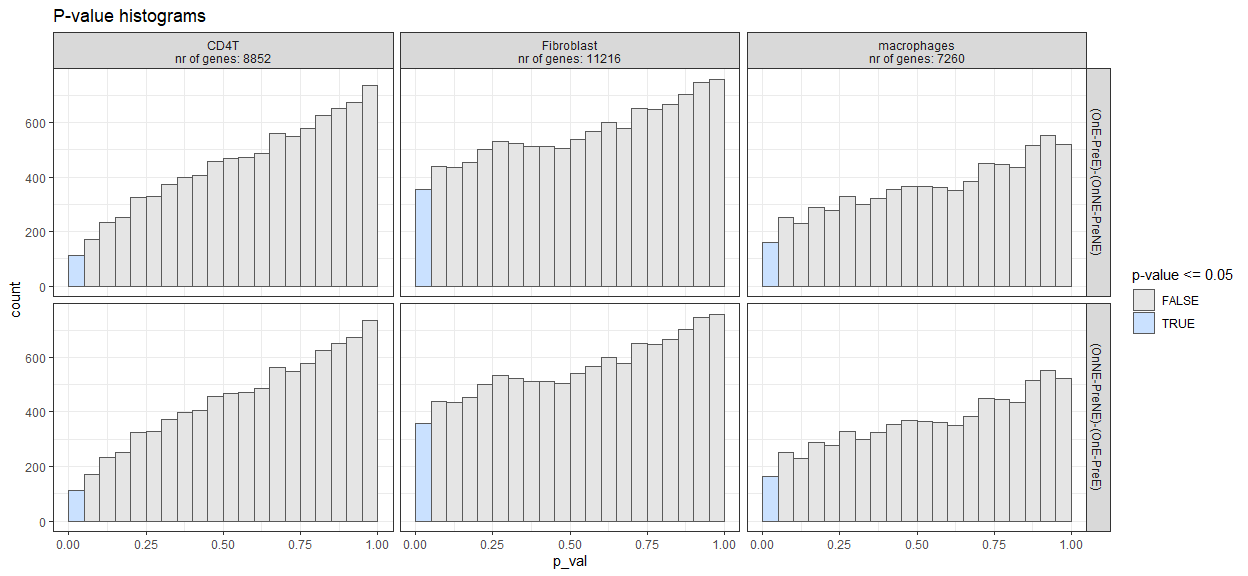 P-value histograms
CD4T
nr of genes: 8852
Fibroblast
nr of genes: 11216
macrophages
nr of genes: 7260
600
400
200
0
(OnE-PreE)-(OnNE-PreNE)
600
400
200
0
(OnNE-PreNE)-(OnE-PreE)
count
0.00 0.25 0.50 0.75 1.00
0.00 0.25 0.50 0.75 1.00
0.00 0.25 0.50 0.75 1.00
p_val
p-value <= 0.05
FALSE
TRUE